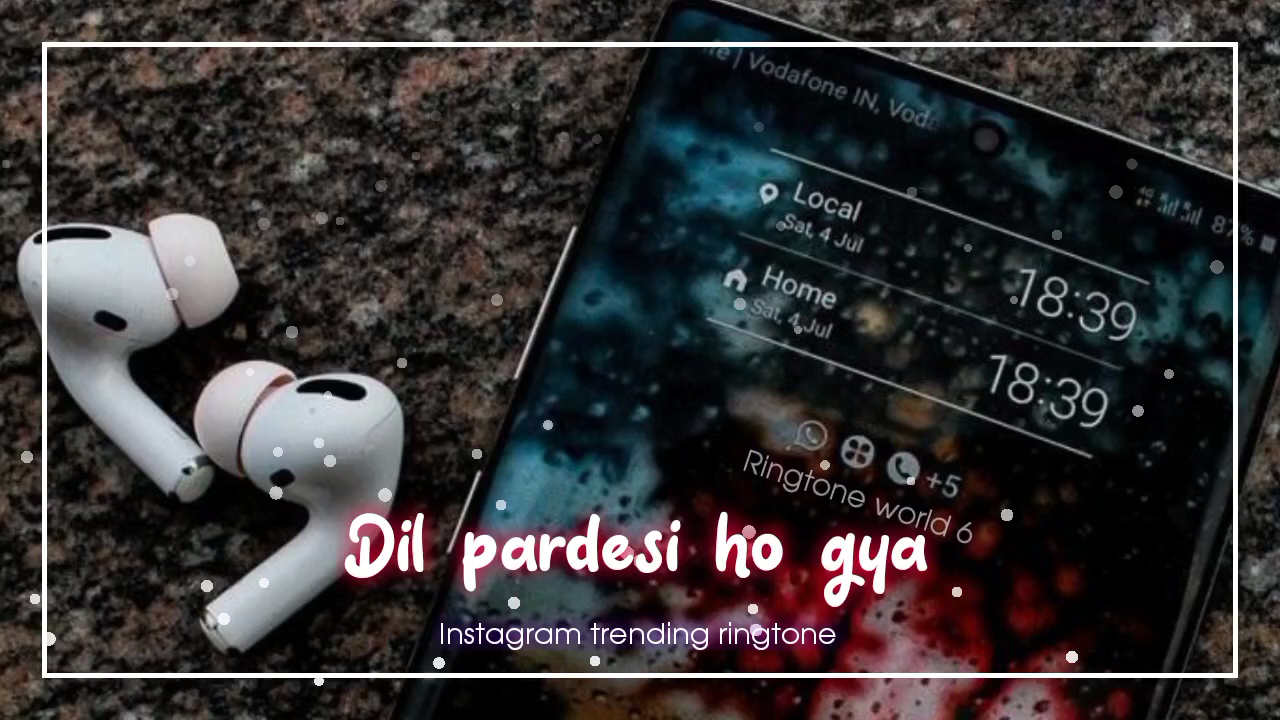 Vodafone IN,
87%
Local
Sat, 4 Jul
18:39
Home
Sat, 4 Jul
18:39
+5
Ringtone world 6
Dil pardesi ho gya
Instagram trending ringtone